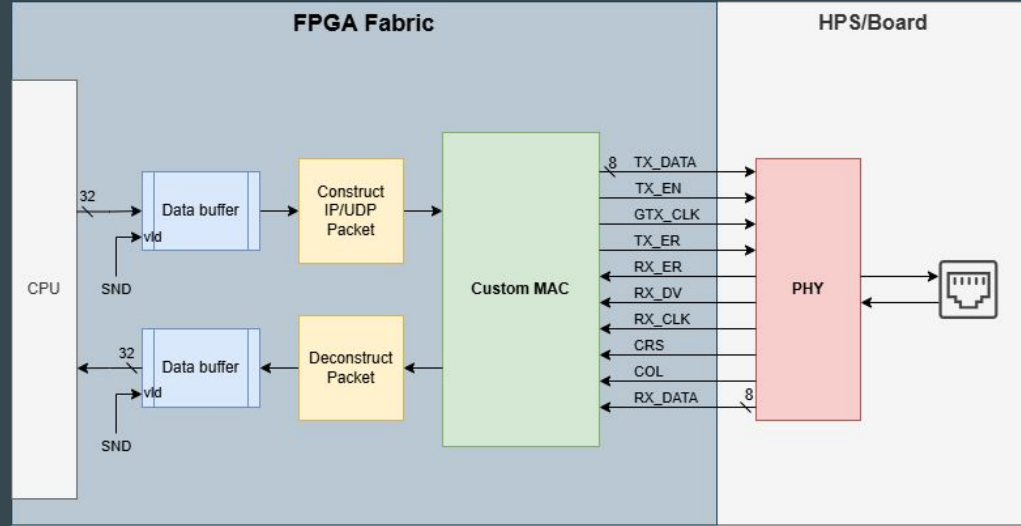 FPGA Fabric
HPS/Board
CPU
32
Data buffer
vld
SND
Construct
IP/UDP
Packet
32
Data buffer
vld
SND
Deconstruct
Packet
Custom MAC
8
TX_DATA
TX_EN
GTX_CLK
TX_ER
RX_ER
RX_DV
RX_CLK
CRS
COL
RX_DATA
8
PHY